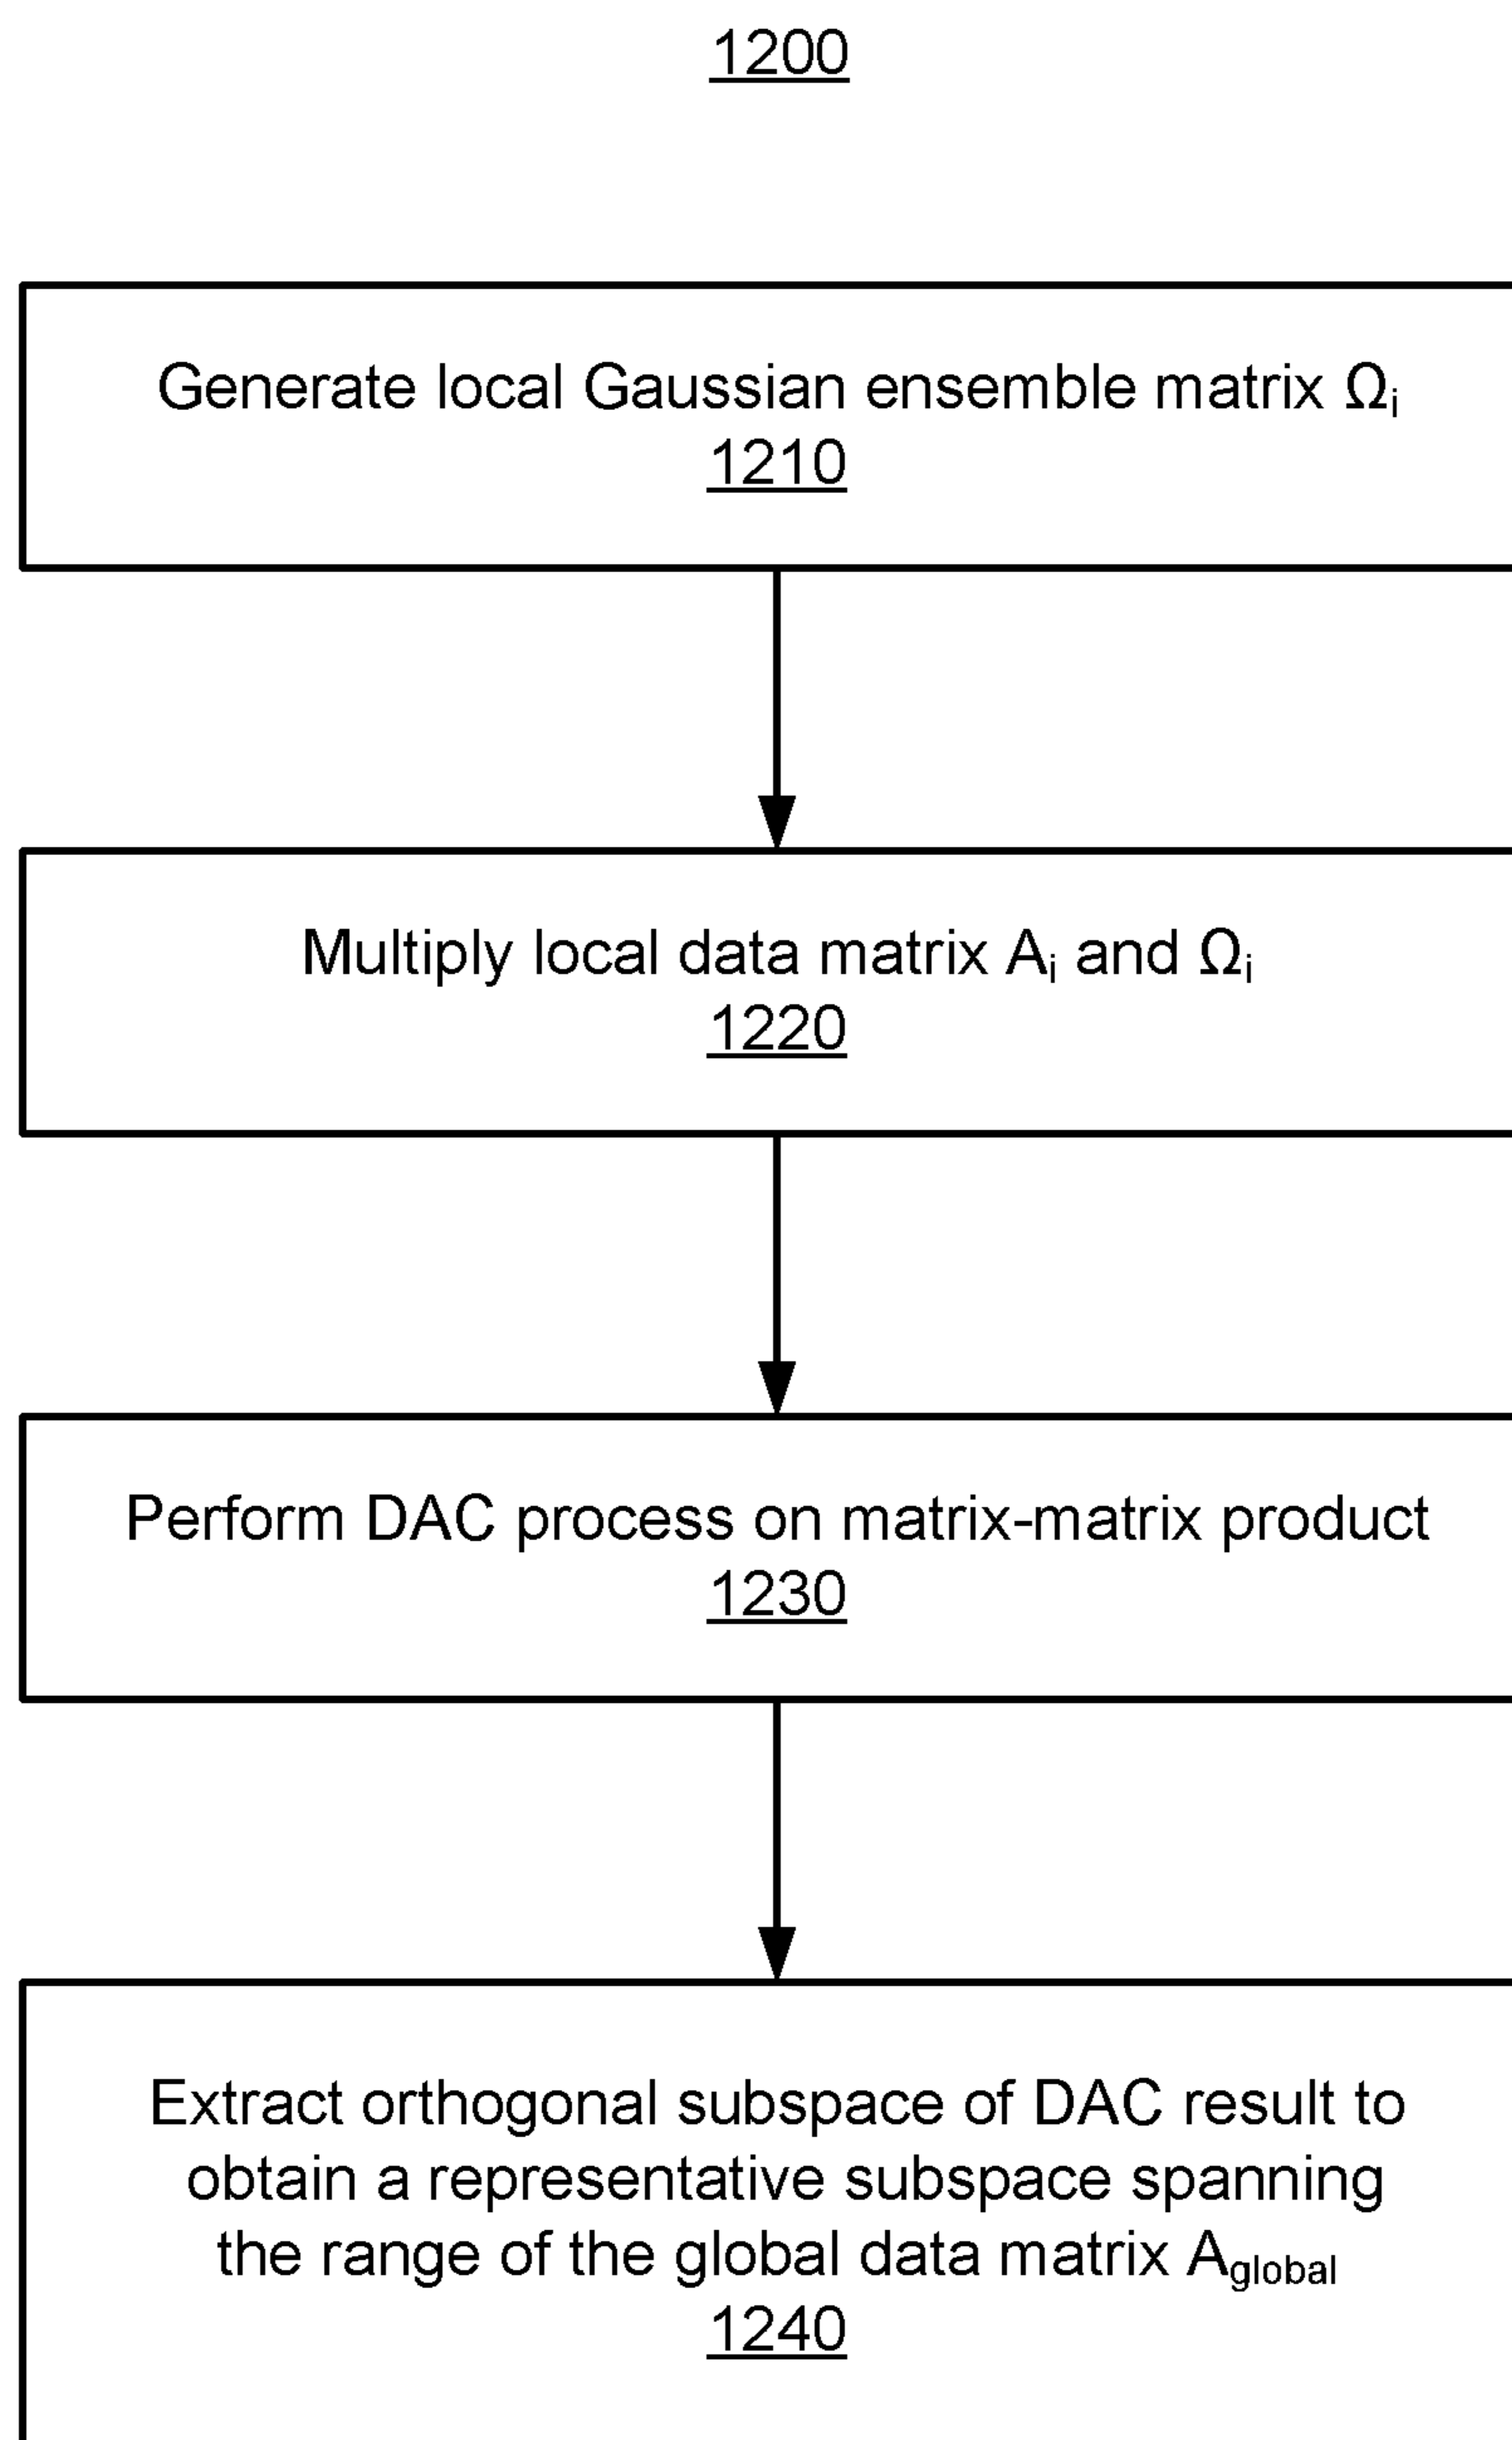 1200
Generate local Gaussian ensemble matrix Ωᵢ
1210
Multiply local data matrix Aᵢ and Ωᵢ
1220
Perform DAC process on matrix-matrix product
1230
Extract orthogonal subspace of DAC result to
obtain a representative subspace spanning
the range of the global data matrix A_global
1240